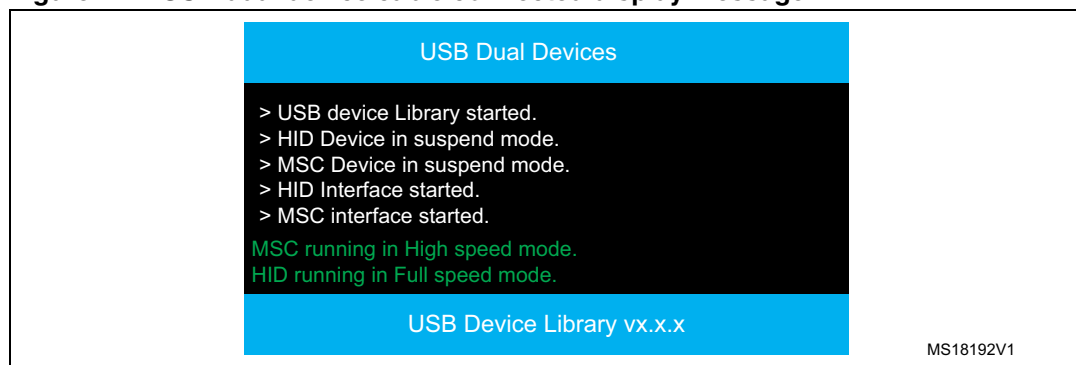 USB Dual Devices
> USB device Library started.
> HID Device in suspend mode.
> MSC Device in suspend mode.
> HID Interface started.
> MSC interface started.
MSC running in High speed mode.
HID running in Full speed mode.
USB Device Library vx.x.x
MS18192V1